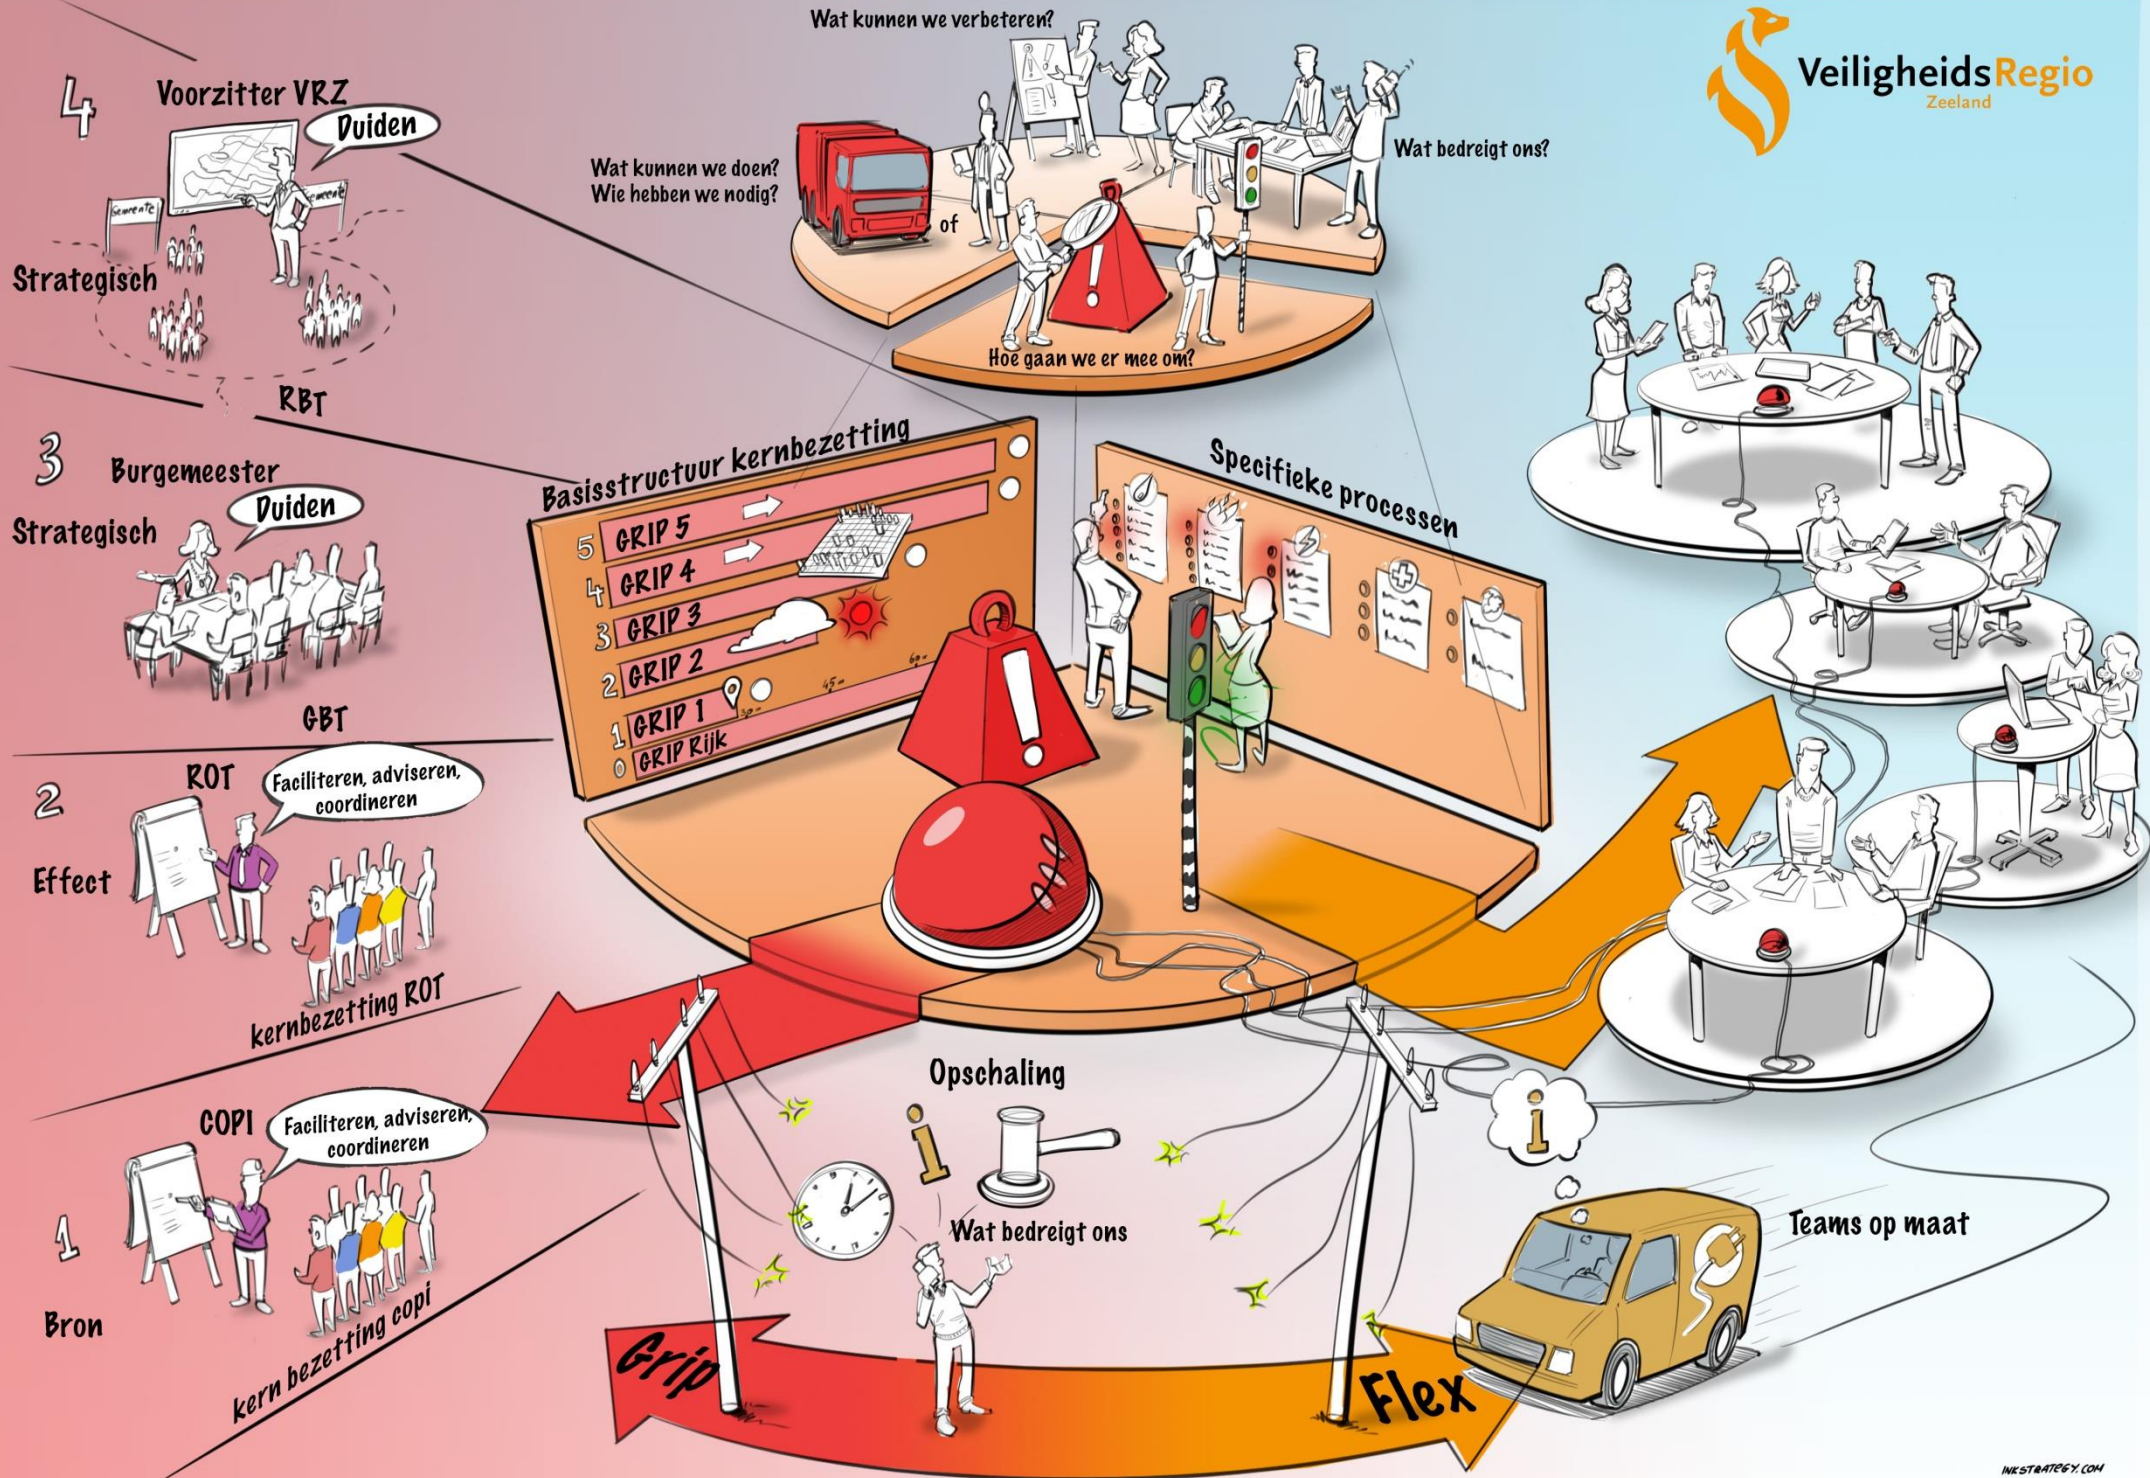 Wat kunnen we verbeteren?
VeiligheidsRegio
Zeeland
4
Voorzitter VRZ
Duiden
Gemeente
Strategisch
RBT
Wat kunnen we doen?
Wie hebben we nodig?
of
Wat bedreigt ons?
Hoe gaan we er mee om?
3
Burgemeester
Duiden
Strategisch
GBT
Basisstructuur kernbezetting
5 GRIP 5
4 GRIP 4
3 GRIP 3
2 GRIP 2
1 GRIP 1
0 GRIP Rijk
30=
45=
60=
Specifieke processen
2
ROT
Faciliteren, adviseren,
coordineren
Effect
kernbezetting ROT
1
COPI
Faciliteren, adviseren,
coordineren
Bron
kern bezetting copi
Opschaling
i
Wat bedreigt ons
i
Teams op maat
Grip
Flex
INKSTRATEGY.COM